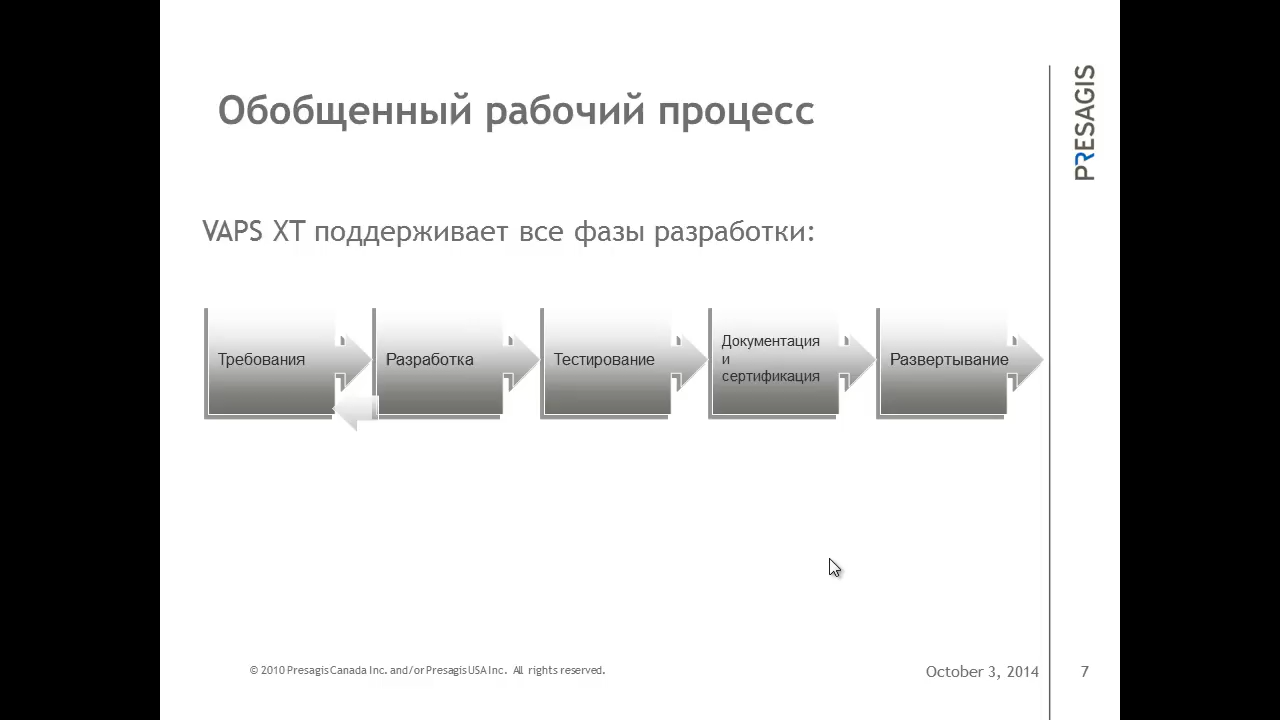 Обобщенный рабочий процесс
PRESAGIS
VAPS XT поддерживает все фазы разработки:
Требования
Разработка
Тестирование
Документация
и
сертификация
Развертывание
© 2010 Presagis Canada Inc. and/or Presagis USA Inc. All rights reserved.
October 3, 2014
7